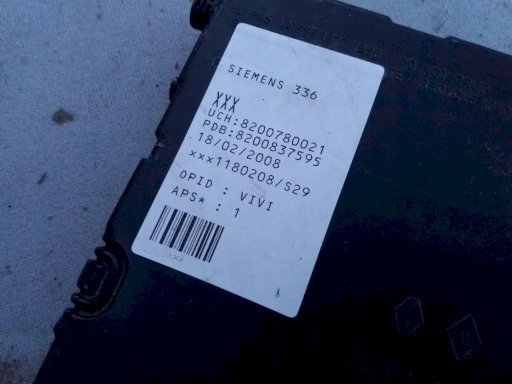 SIEMENS 336
XXX
UCH:8200780021
PDB:8200837595
18/02/2008
xxx1180208/S29
OPID : VIVI
APS* : 1